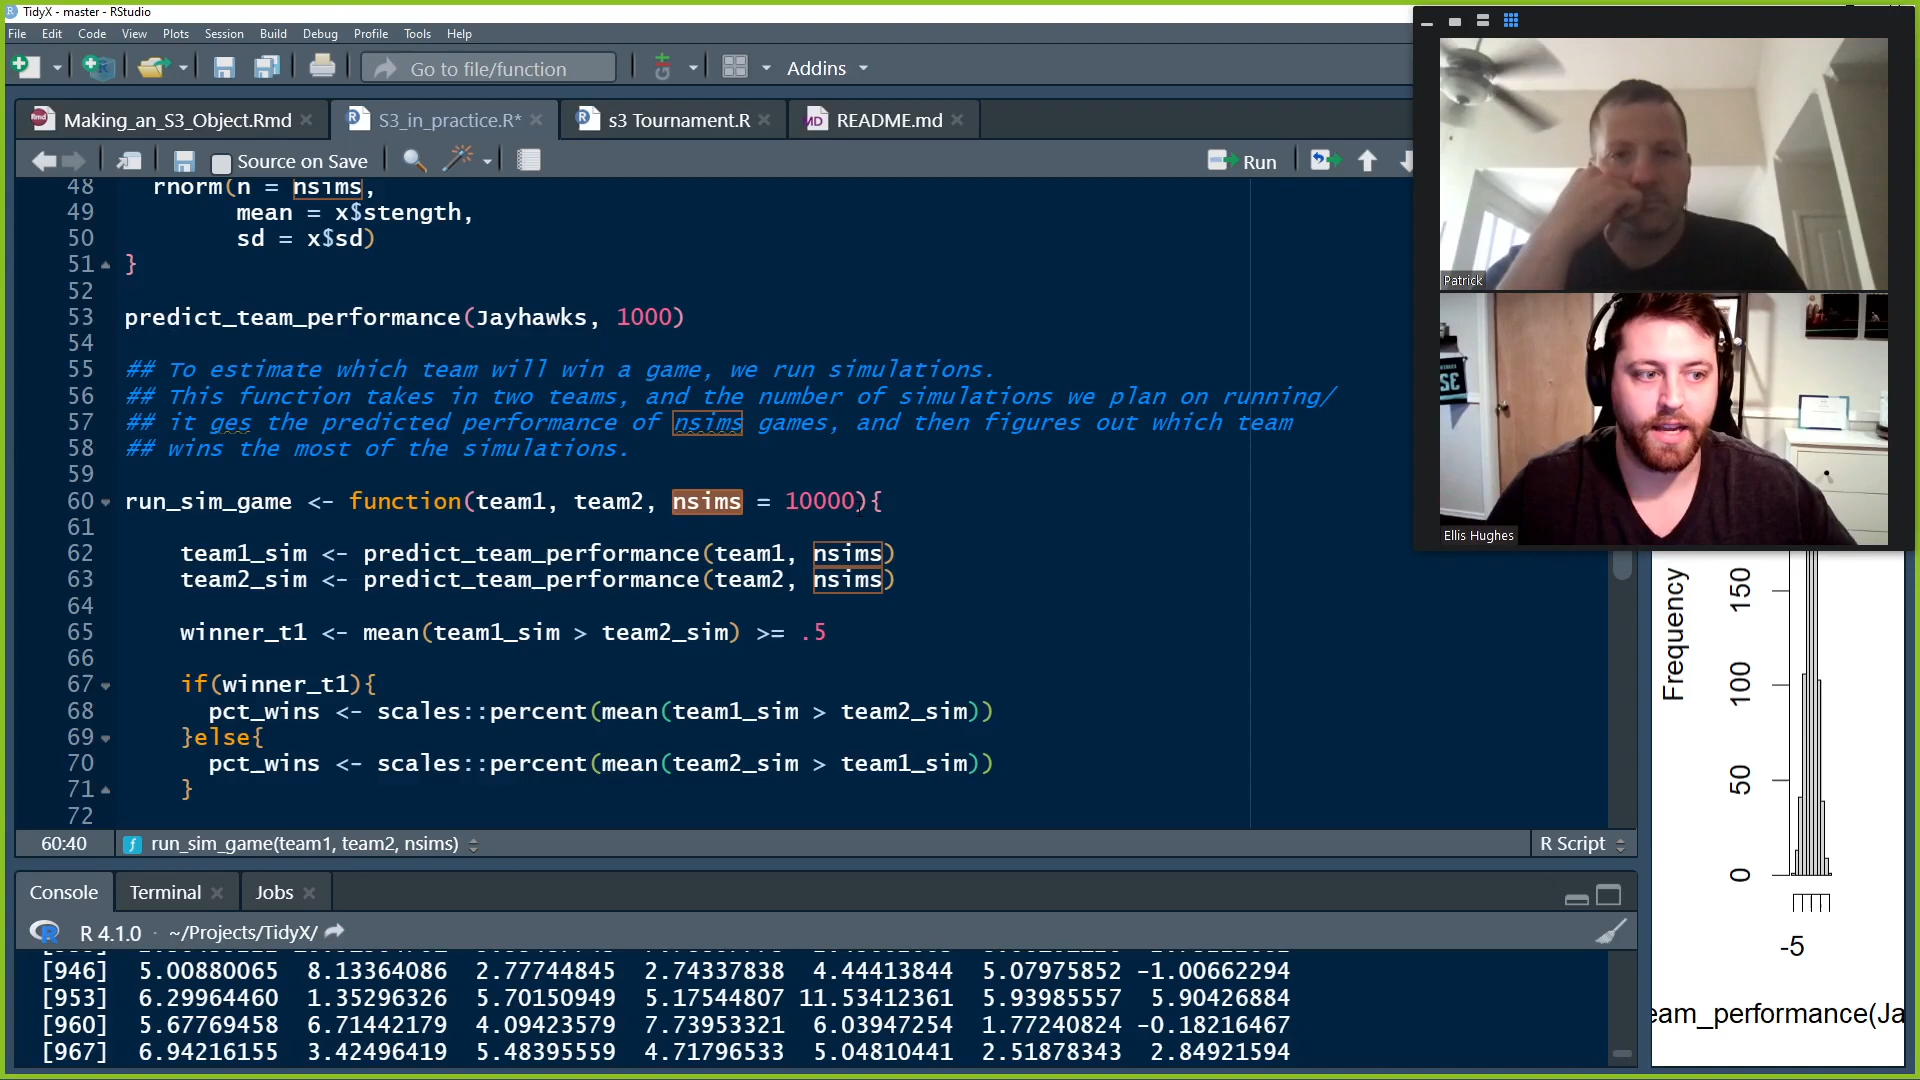 TidyX - master - RStudio
File Edit Code View Plots Session Build Debug Profile Tools Help
Go to file/function Addins
Making_an_S3_Object.Rmd S3_in_practice.R* s3 Tournament.R README.md
Source on Save Run
48 rnorm(n = nsims,
49 mean = x$stength,
50 sd = x$sd)
51 }
52
53 predict_team_performance(Jayhawks, 1000)
54
55 ## To estimate which team will win a game, we run simulations.
56 ## This function takes in two teams, and the number of simulations we plan on running/
57 ## it ges the predicted performance of nsims games, and then figures out which team
58 ## wins the most of the simulations.
59
60 run_sim_game <- function(team1, team2, nsims = 10000){
61
62 team1_sim <- predict_team_performance(team1, nsims)
63 team2_sim <- predict_team_performance(team2, nsims)
64
65 winner_t1 <- mean(team1_sim > team2_sim) >= .5
66
67 if(winner_t1){
68 pct_wins <- scales::percent(mean(team1_sim > team2_sim))
69 }else{
70 pct_wins <- scales::percent(mean(team2_sim > team1_sim))
71 }
72
60:40 run_sim_game(team1, team2, nsims) R Script
Console Terminal Jobs
R 4.1.0 · ~/Projects/TidyX/
[946] 5.00880065 8.13364086 2.77744845 2.74337838 4.44413844 5.07975852 -1.00662294
[953] 6.29964460 1.35296326 5.70150949 5.17544807 11.53412361 5.93985557 5.90426884
[960] 5.67769458 6.71442179 4.09423579 7.73953321 6.03947254 1.77240824 -0.18216467
[967] 6.94216155 3.42496419 5.48395559 4.71796533 5.04810441 2.51878343 2.84921594
Patrick
Ellis Hughes
Frequency
150
100
50
0
-5
eam_performance(Ja